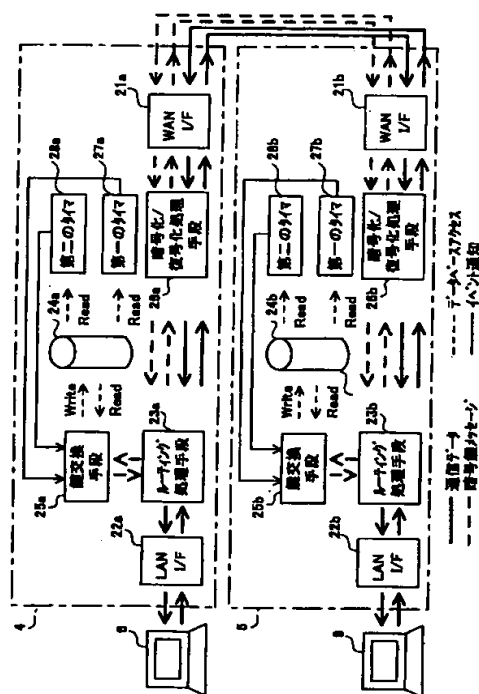 4
6
22a
LAN
I/F
23a
ルーティング
処理手段
25a
鍵交換
手段
24a
Write
Read
Read
Read
28a
第二のタイマ
27a
第一のタイマ
26a
暗号化/
復号化処理
手段
21a
WAN
I/F
5
8
22b
LAN
I/F
23b
ルーティング
処理手段
25b
鍵交換
手段
24b
Write
Read
Read
Read
28b
第二のタイマ
27b
第一のタイマ
26b
暗号化/
復号化処理
手段
21b
WAN
I/F
通信データ
暗号鍵メッセージ
データベースアクセス
イベント通知